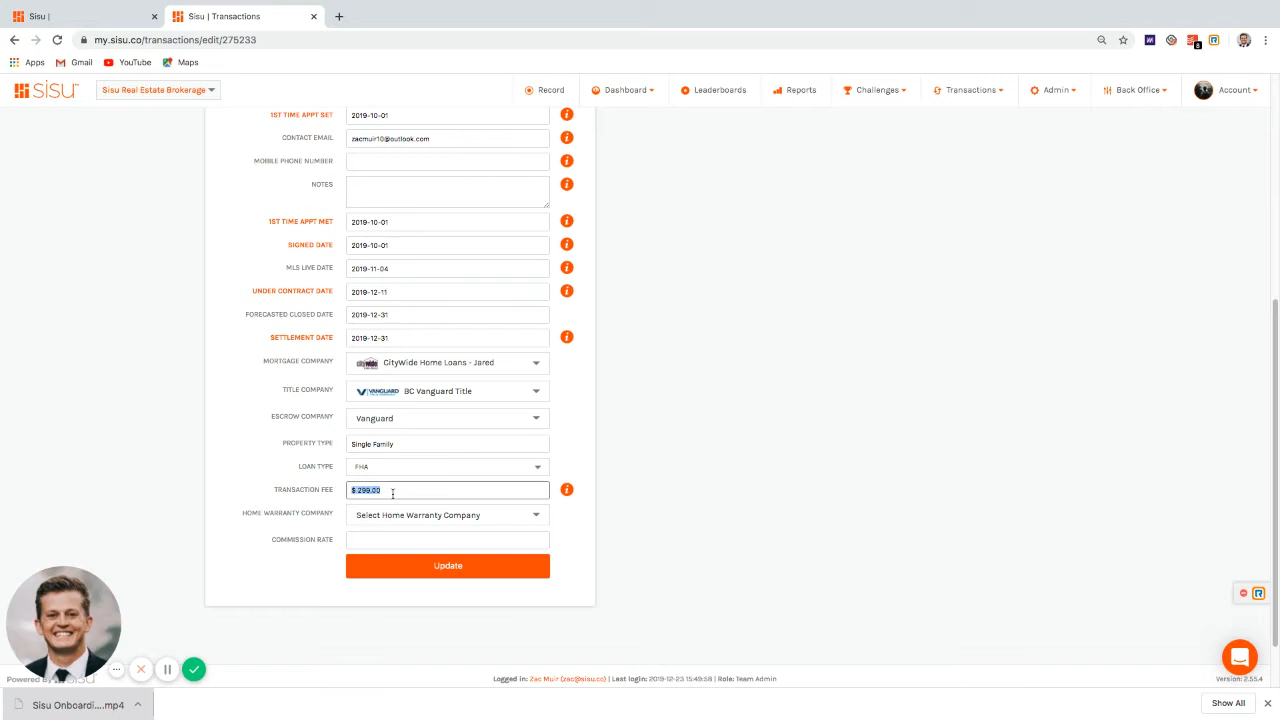 Sisu |
Sisu | Transactions
my.sisu.co/transactions/edit/275233
8
Apps
Gmail
YouTube
Maps
sisu
Sisu Real Estate Brokerage
Record
Dashboard
Leaderboards
Reports
Challenges
Transactions
Admin
Back Office
Account
1ST TIME APPT SET 2019-10-01
CONTACT EMAIL zacmuir10@outlook.com
MOBILE PHONE NUMBER
NOTES
1ST TIME APPT MET 2019-10-01
SIGNED DATE 2019-10-01
MLS LIVE DATE 2019-11-04
UNDER CONTRACT DATE 2019-12-11
FORECASTED CLOSED DATE 2019-12-31
SETTLEMENT DATE 2019-12-31
MORTGAGE COMPANY citywide CityWide Home Loans - Jared
TITLE COMPANY VANGUARD BC Vanguard Title
ESCROW COMPANY Vanguard
PROPERTY TYPE Single Family
LOAN TYPE FHA
TRANSACTION FEE $ 299.00
HOME WARRANTY COMPANY Select Home Warranty Company
COMMISSION RATE
Update
Powered By sisu
Logged in: Zac Muir (zac@sisu.co) | Last login: 2019-12-23 15:49:58 | Role: Team Admin
Version: 2.55.4
Sisu Onboardi....mp4
Show All